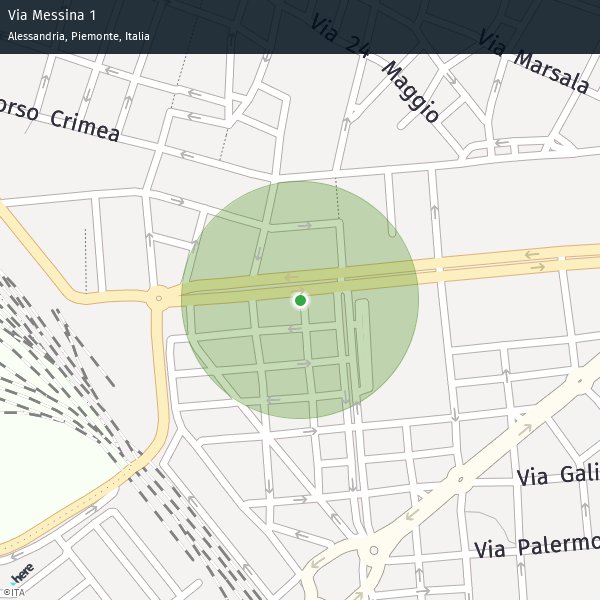 Via Messina 1
Alessandria, Piemonte, Italia
Via 24 Maggio
Via Marsala
orso Crimea
Via Gali
Via Palermo
here
©ITA